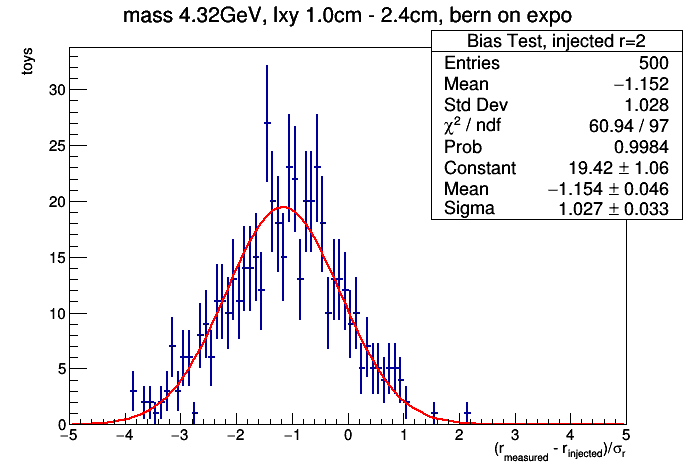 mass 4.32GeV, lxy 1.0cm - 2.4cm, bern on expo
Bias Test, injected r=2
Entries 500
Mean −1.152
Std Dev 1.028
χ² / ndf 60.94 / 97
Prob 0.9984
Constant 19.42 ± 1.06
Mean −1.154 ± 0.046
Sigma 1.027 ± 0.033
toys
30
25
20
15
10
5
0
−5 −4 −3 −2 −1 0 1 2 3 4 5
(r_measured - r_injected)/σ_r